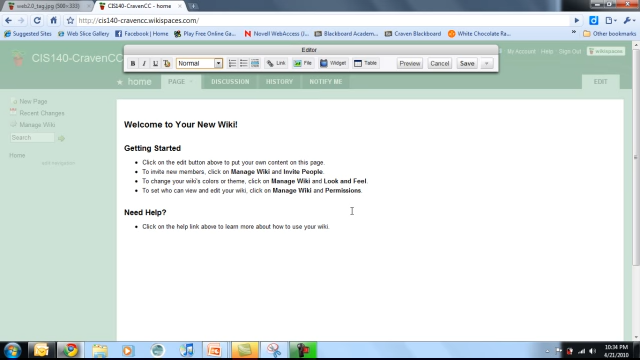 web2.0_tag.jpg (500×333)
CIS140-CravenCC - home
http://cis140-cravencc.wikispaces.com/
Suggested Sites
Web Slice Gallery
Facebook | Home
Play Free Online Gam...
Novell WebAccess (J...
Blackboard Academ...
Craven Blackboard
White Chocolate Ra...
Other bookmarks
Editor
CIS140-CravenCC
My Account
Help
Sign Out
wikispaces
B I U
Normal
Link
File
Widget
Table
Preview
Cancel
Save
home
PAGE
DISCUSSION
HISTORY
NOTIFY ME
EDIT
New Page
Recent Changes
Manage Wiki
Search
Home
edit navigation
Welcome to Your New Wiki!
Getting Started
• Click on the edit button above to put your own content on this page.
• To invite new members, click on Manage Wiki and Invite People.
• To change your wiki's colors or theme, click on Manage Wiki and Look and Feel.
• To set who can view and edit your wiki, click on Manage Wiki and Permissions.
Need Help?
• Click on the help link above to learn more about how to use your wiki.
10:34 PM
4/21/2010